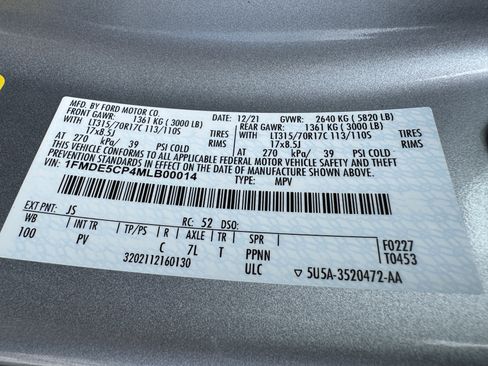 MFD. BY FORD MOTOR CO.
DATE: 12/21 GVWR: 2640 KG (5820 LB)
FRONT GAWR: 1361 KG (3000 LB) REAR GAWR: 1361 KG (3000 LB)
WITH LT315/70R17C 113/110S WITH LT315/70R17C 113/110S
17x8.5J 17x8.5J
AT 270 kPa/ 39 PSI COLD AT 270 kPa/ 39 PSI COLD
THIS VEHICLE CONFORMS TO ALL APPLICABLE FEDERAL MOTOR VEHICLE SAFETY AND THEFT
PREVENTION STANDARDS IN EFFECT ON THE DATE OF MANUFACTURE SHOWN ABOVE.
VIN: 1FMDE5CP4MLB00014 TYPE: MPV
EXT PNT: JS RC: 52 DSO: F0227
WB INT TR TP/PS R AXLE TR SPR T0453
100 PV C 7L T PPNN
ULC
3202112160130 ▽ 5U5A-3520472-AA